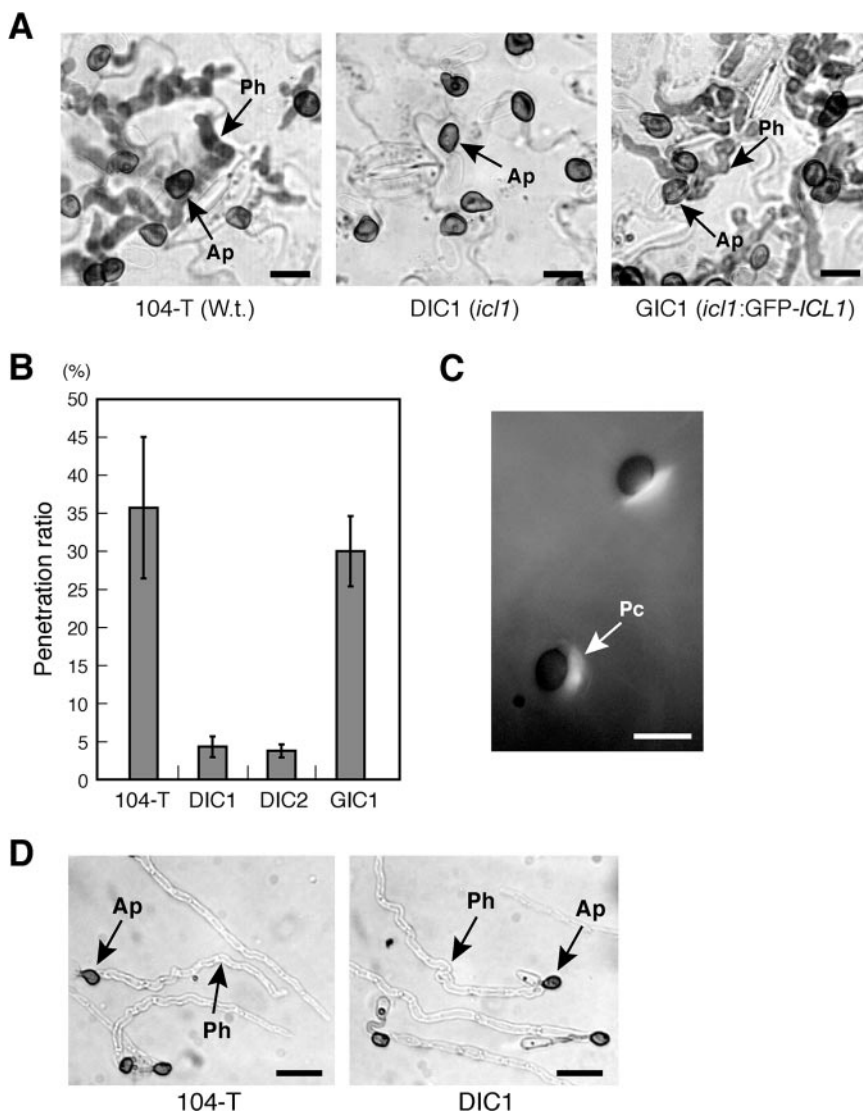 A
Ph
Ap
104-T (W.t.)
Ap
DIC1 (icl1)
Ph
Ap
GIC1 (icl1:GFP-ICL1)
B
(%)
50
45
40
35
30
25
20
15
10
5
0
Penetration ratio
104-T DIC1 DIC2 GIC1
C
Pc
D
Ap
Ph
104-T
Ph
Ap
DIC1